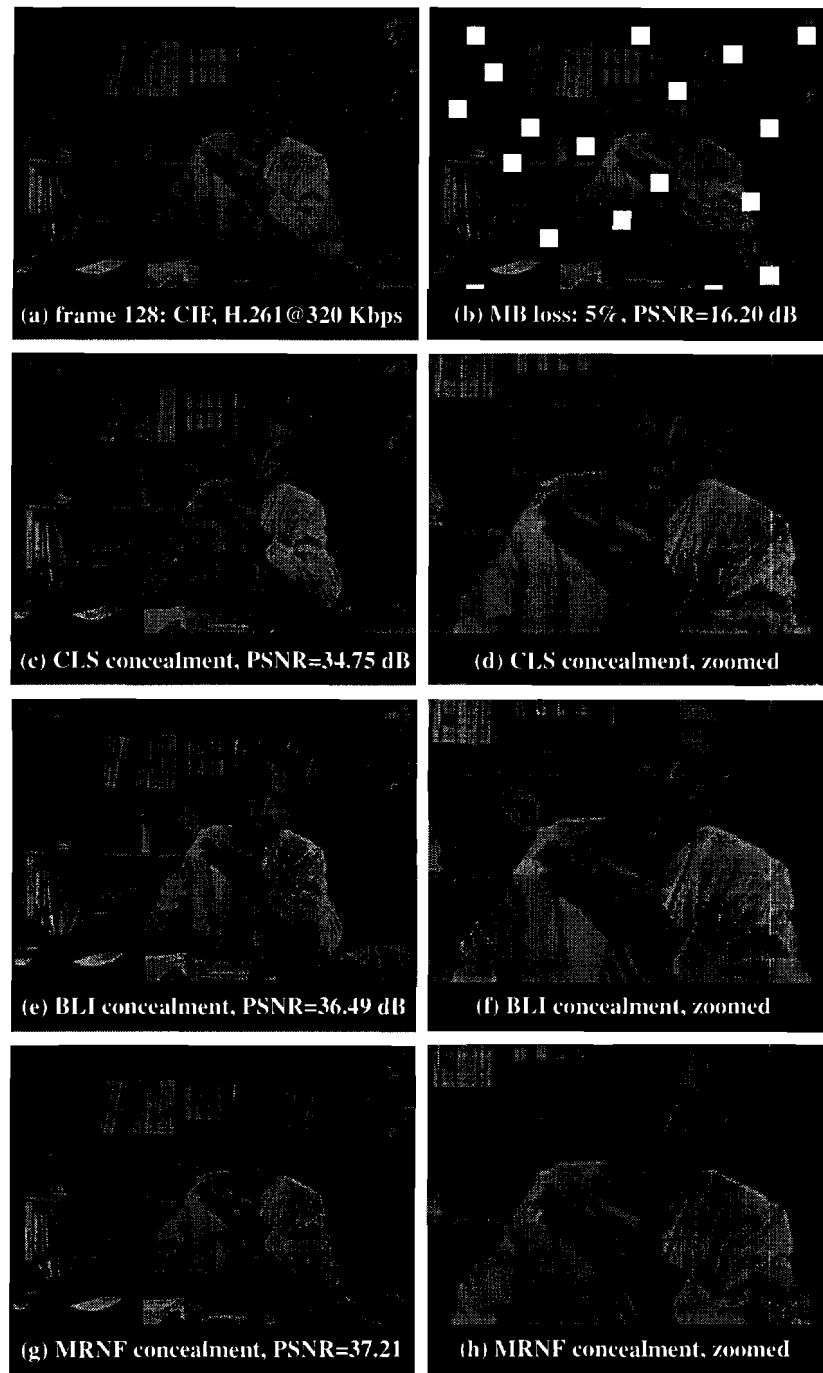 (a) frame 128: CIF, H.261@320 Kbps
(b) MB loss: 5%, PSNR=16.20 dB
(c) CLS concealment, PSNR=34.75 dB
(d) CLS concealment, zoomed
(e) BLI concealment, PSNR=36.49 dB
(f) BLI concealment, zoomed
(g) MRNF concealment, PSNR=37.21
(h) MRNF concealment, zoomed